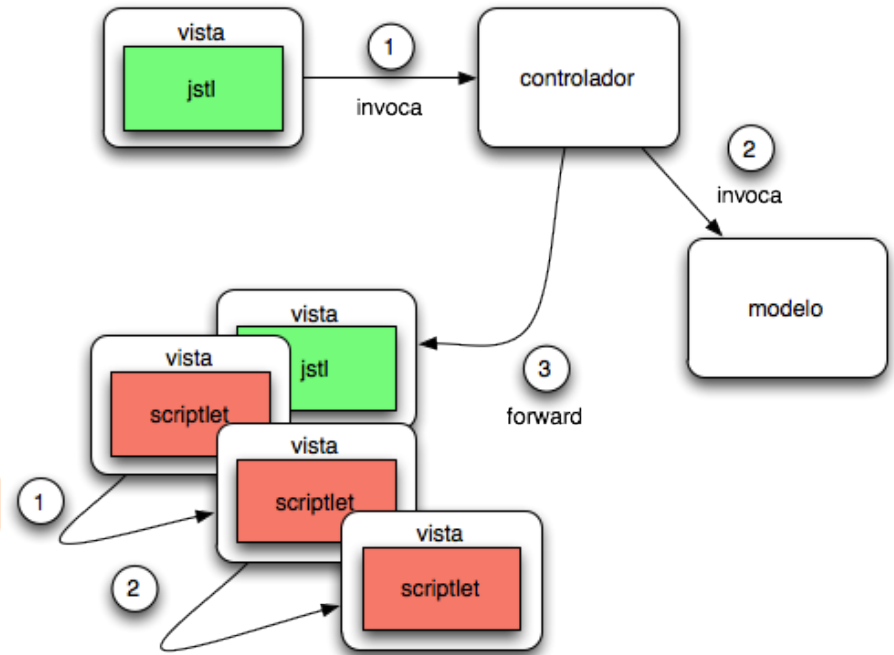 vista
jstl
1
invoca
controlador
2
invoca
modelo
vista
jstl
3
forward
vista
scriptlet
vista
scriptlet
1
vista
scriptlet
2